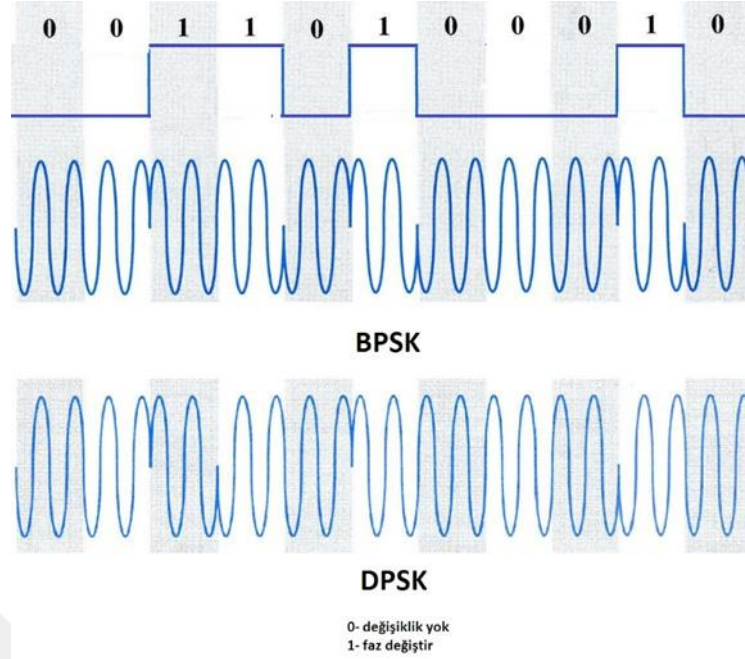 0 0 1 1 0 1 0 0 0 1 0
BPSK
DPSK
0- değişiklik yok
1- faz değiştir